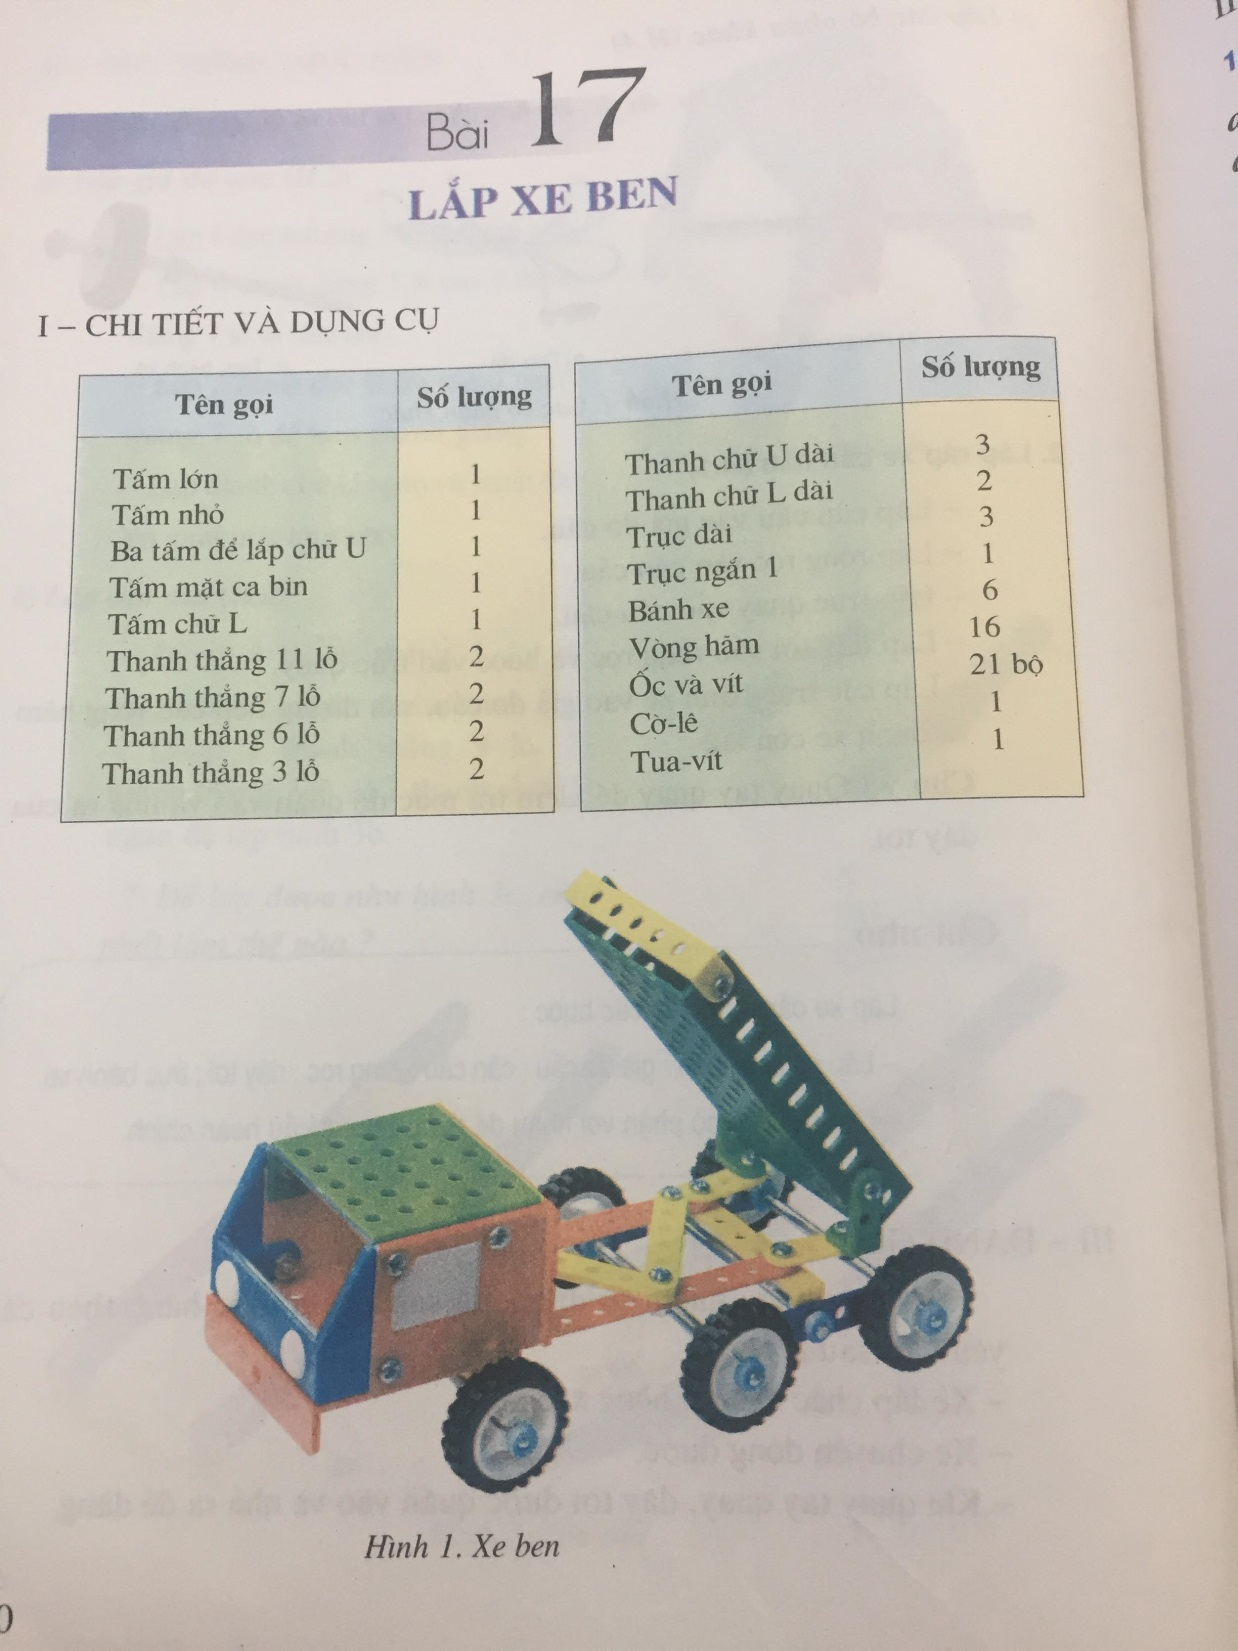 Bài 17
LẮP XE BEN
I – CHI TIẾT VÀ DỤNG CỤ
Tên gọi Số lượng
Tấm lớn 1
Tấm nhỏ 1
Ba tấm để lắp chữ U 1
Tấm mặt ca bin 1
Tấm chữ L 1
Thanh thẳng 11 lỗ 2
Thanh thẳng 7 lỗ 2
Thanh thẳng 6 lỗ 2
Thanh thẳng 3 lỗ 2
Tên gọi Số lượng
Thanh chữ U dài 3
Thanh chữ L dài 2
Trục dài 3
Trục ngắn 1 1
Bánh xe 6
Vòng hãm 16
Ốc và vít 21 bộ
Cờ-lê 1
Tua-vít 1
Hình 1. Xe ben